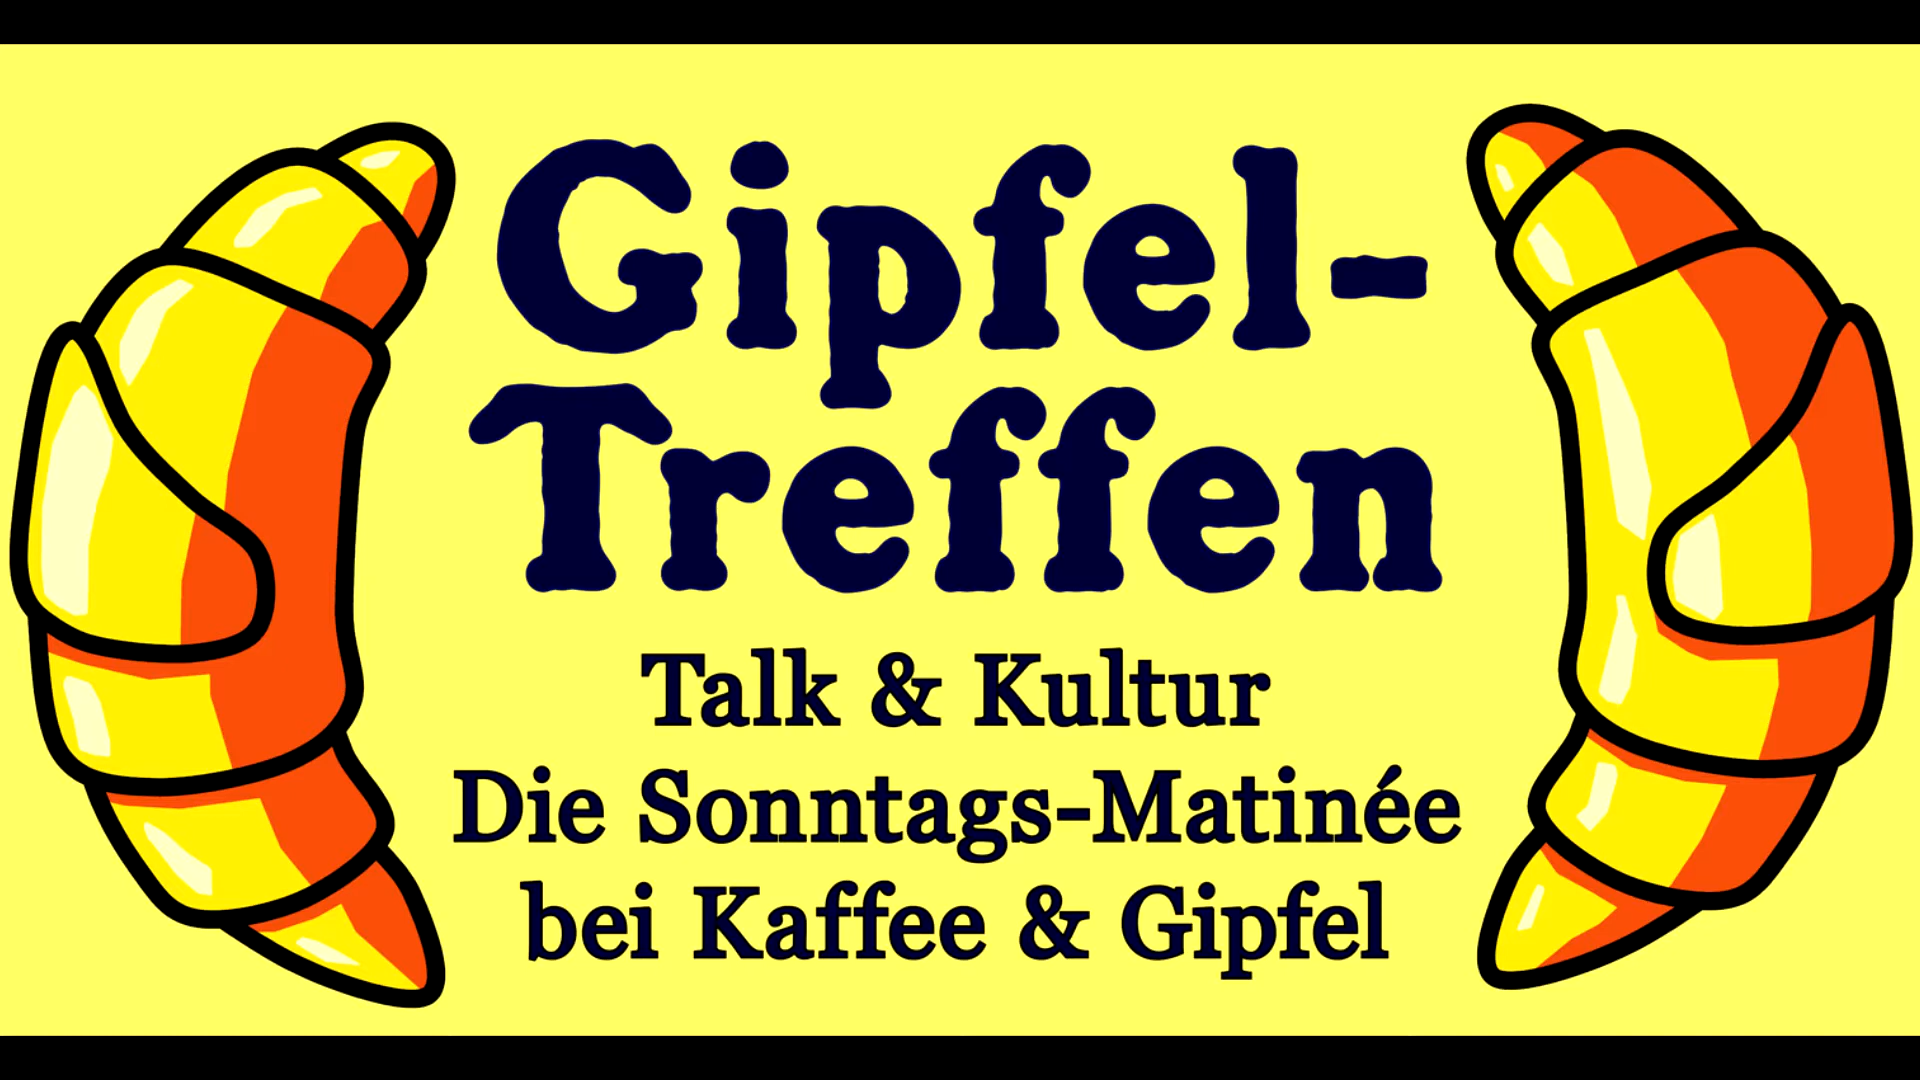 Gipfel-
Treffen
Talk & Kultur
Die Sonntags-Matinée
bei Kaffee & Gipfel